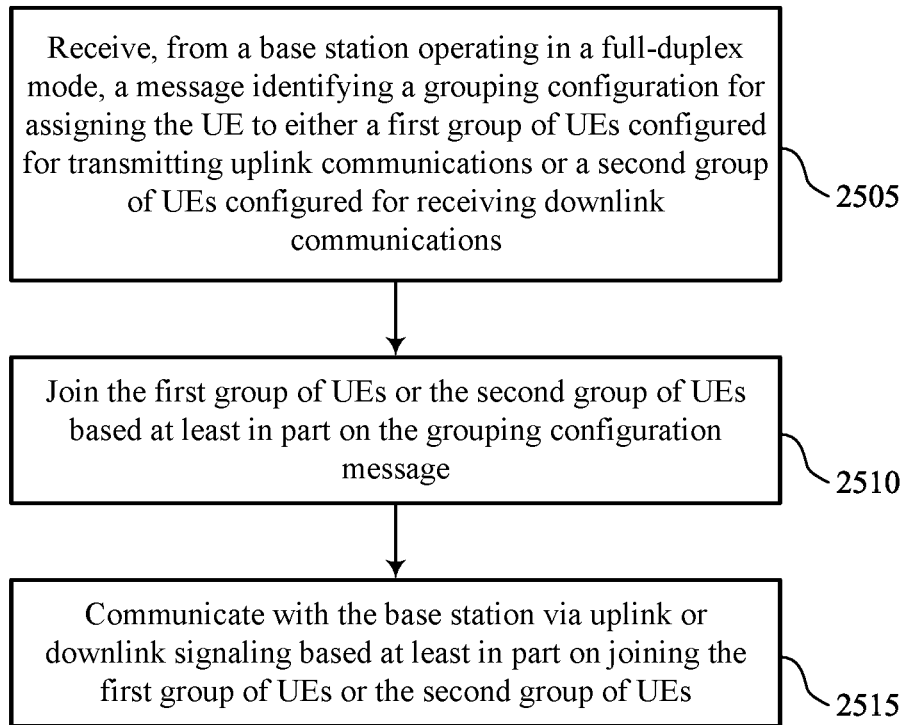 Receive, from a base station operating in a full-duplex
mode, a message identifying a grouping configuration for
assigning the UE to either a first group of UEs configured
for transmitting uplink communications or a second group
of UEs configured for receiving downlink
communications
2505
Join the first group of UEs or the second group of UEs
based at least in part on the grouping configuration
message
2510
Communicate with the base station via uplink or
downlink signaling based at least in part on joining the
first group of UEs or the second group of UEs
2515